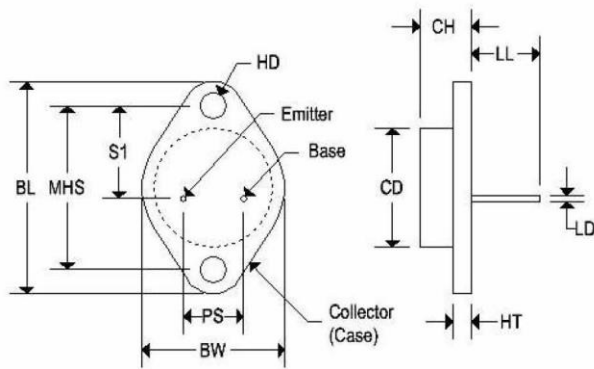 CH
LL
HD
Emitter
S1
Base
BL
MHS
CD
LD
PS
Collector
(Case)
HT
BW